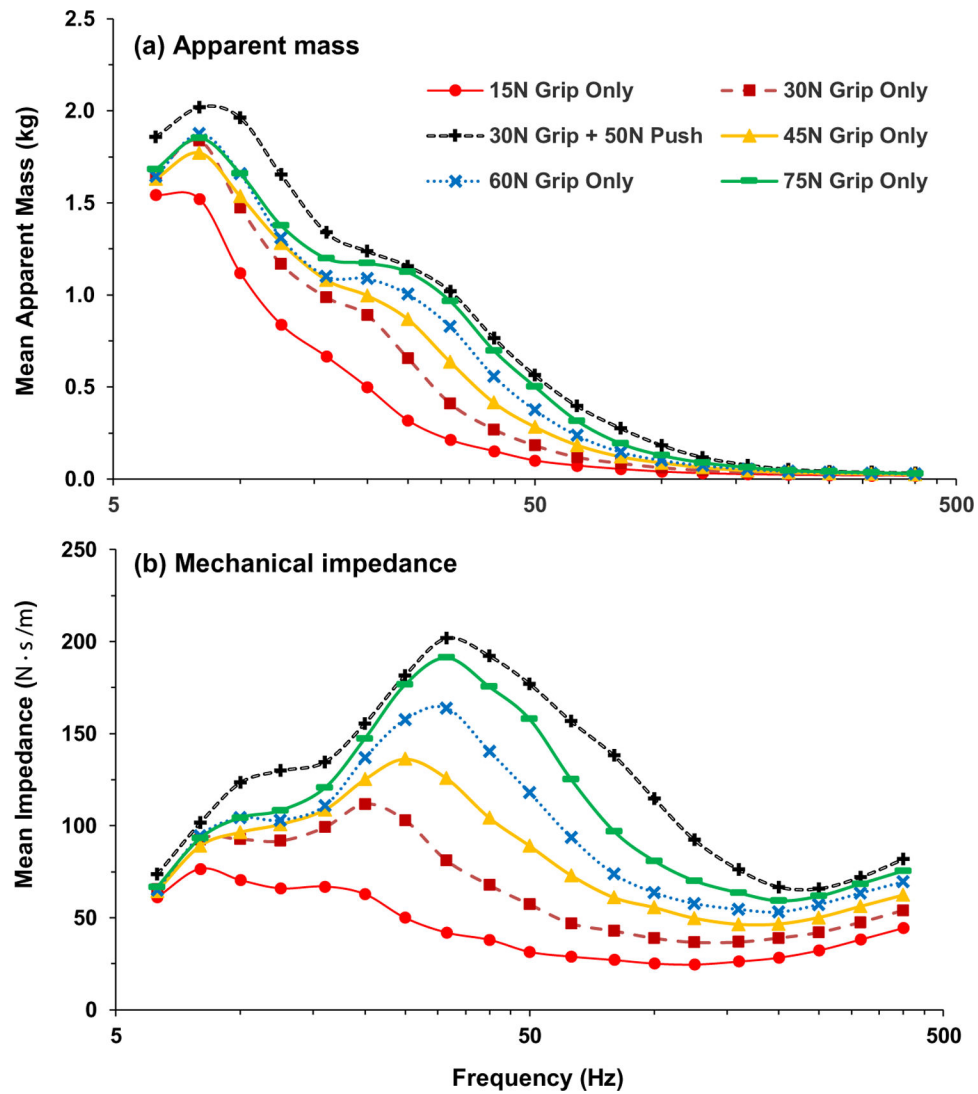 (a) Apparent mass
Mean Apparent Mass (kg)
2.5
2.0
1.5
1.0
0.5
0.0
15N Grip Only
30N Grip Only
30N Grip + 50N Push
45N Grip Only
60N Grip Only
75N Grip Only
5
50
500
(b) Mechanical impedance
Mean Impedance (N · s /m)
250
200
150
100
50
0
5
50
500
Frequency (Hz)